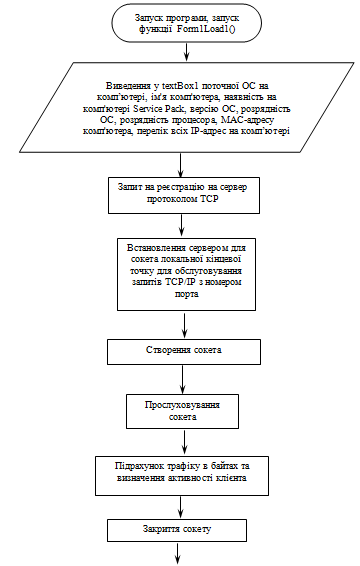 Запуск програми, запуск
функції Form1Load1()
Виведення у textBox1 поточної ОС на
комп’ютері, ім'я комп'ютера, наявність на
комп'ютері Service Pack, версію ОС, розрядність
ОС, розрядність процесора, МАС-адресу
комп'ютера, перелік всіх IP-адрес на комп’ютері
Запит на реєстрацію на сервер
протоколом TCP
Встановлення сервером для
сокета локальної кінцевої
точку для обслуговування
запитів TCP/IP з номером
порта
Створення сокета
Прослуховування
сокета
Підрахунок трафіку в байтах та
визначення активності клієнта
Закриття сокету